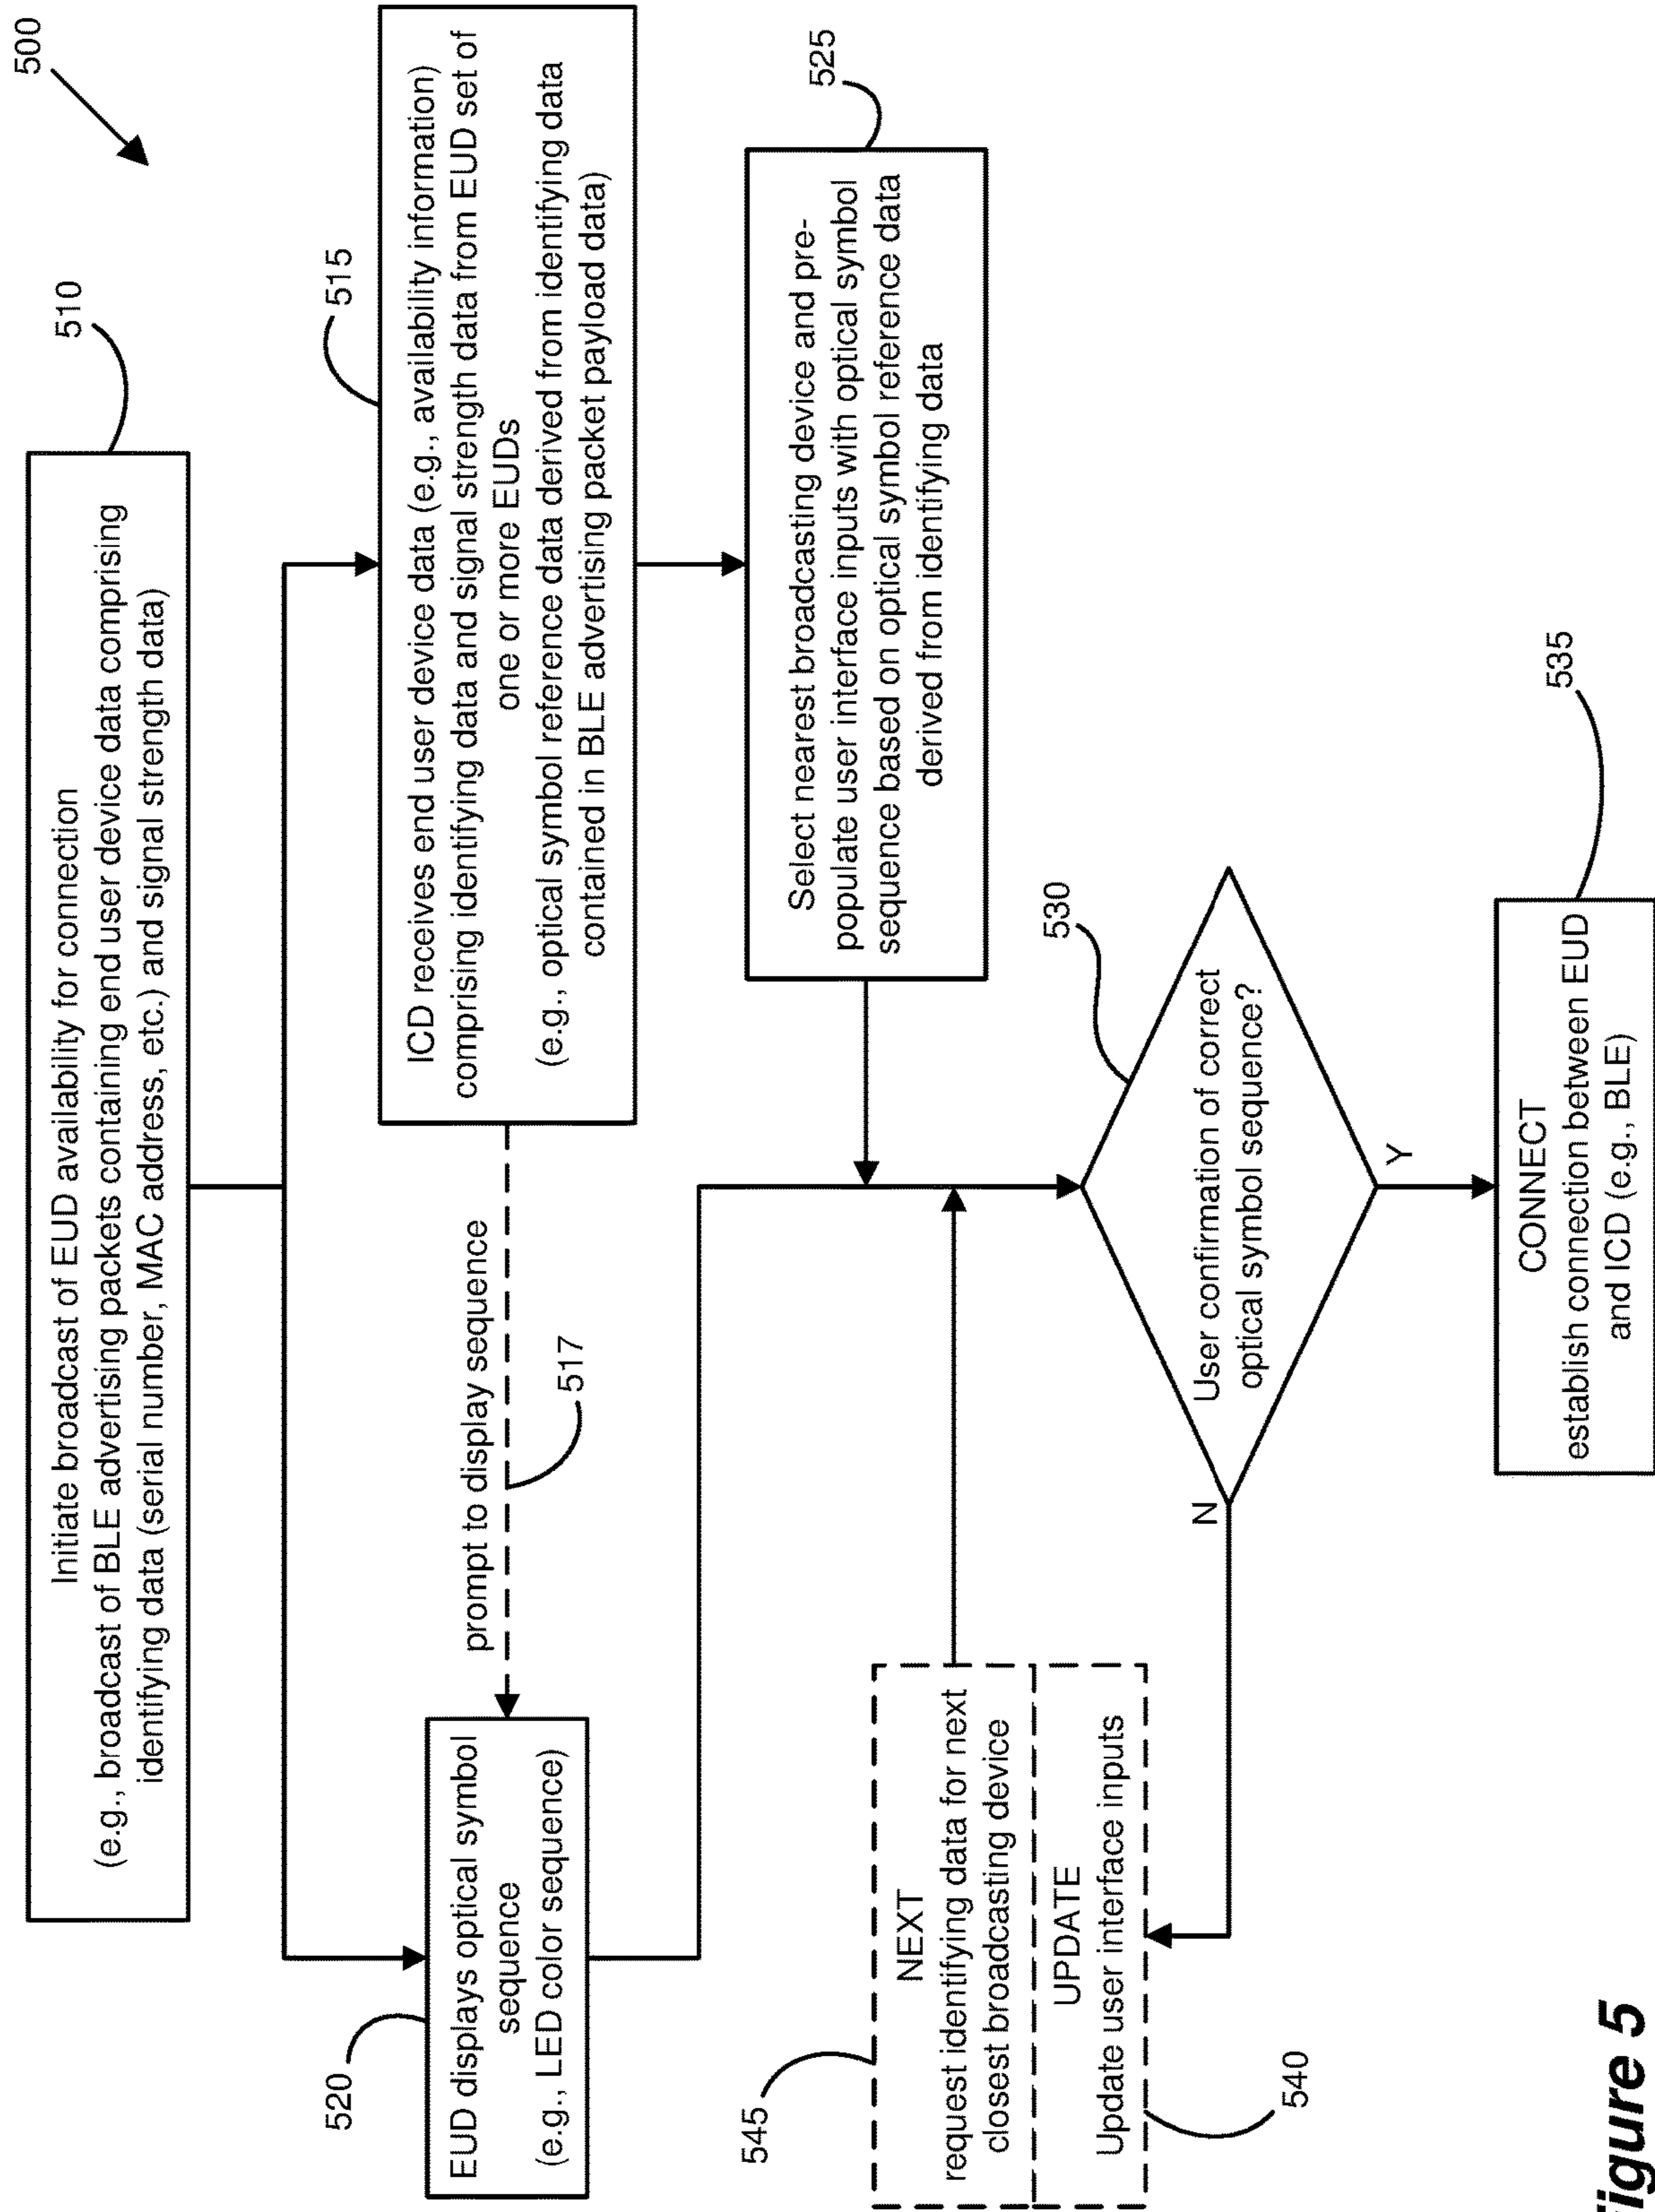 500
510
Initiate broadcast of EUD availability for connection
(e.g., broadcast of BLE advertising packets containing end user device data comprising
identifying data (serial number, MAC address, etc.) and signal strength data)
515
ICD receives end user device data (e.g., availability information)
comprising identifying data and signal strength data from EUD set of
one or more EUDs
(e.g., optical symbol reference data derived from identifying data
contained in BLE advertising packet payload data)
520
EUD displays optical symbol
sequence
(e.g., LED color sequence)
prompt to display sequence
517
525
Select nearest broadcasting device and pre-
populate user interface inputs with optical symbol
sequence based on optical symbol reference data
derived from identifying data
530
User confirmation of correct
optical symbol sequence?
N
Y
545
NEXT
request identifying data for next
closest broadcasting device
UPDATE
Update user interface inputs
540
535
CONNECT
establish connection between EUD
and ICD (e.g., BLE)
Figure 5